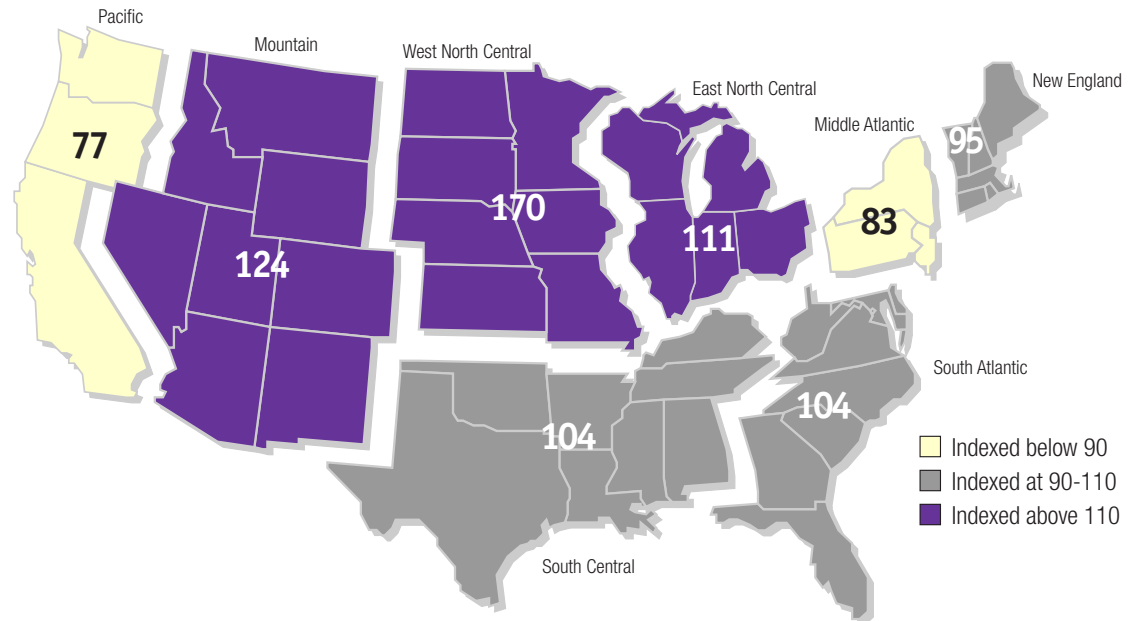 Pacific
Mountain
West North Central
East North Central
New England
Middle Atlantic
77
95
170
83
111
124
South Atlantic
104
104
South Central
Indexed below 90
Indexed at 90-110
Indexed above 110